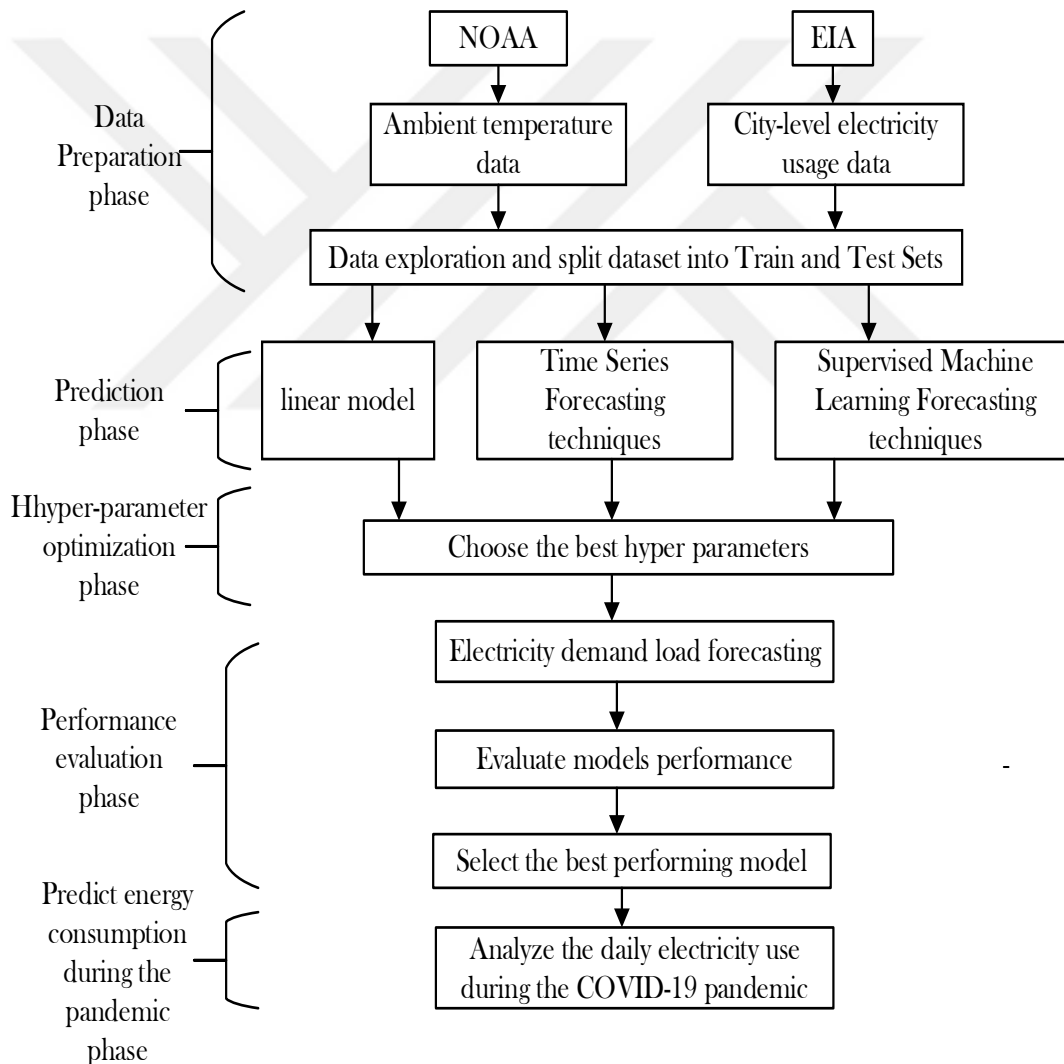 NOAA
EIA
Data
Preparation
phase
Ambient temperature
data
City-level electricity
usage data
Data exploration and split dataset into Train and Test Sets
Prediction
phase
linear model
Time Series
Forecasting
techniques
Supervised Machine
Learning Forecasting
techniques
Hhyper-parameter
optimization
phase
Choose the best hyper parameters
Performance
evaluation
phase
Electricity demand load forecasting
Evaluate models performance
-
Select the best performing model
Predict energy
consumption
during the
pandemic
phase
Analyze the daily electricity use
during the COVID-19 pandemic